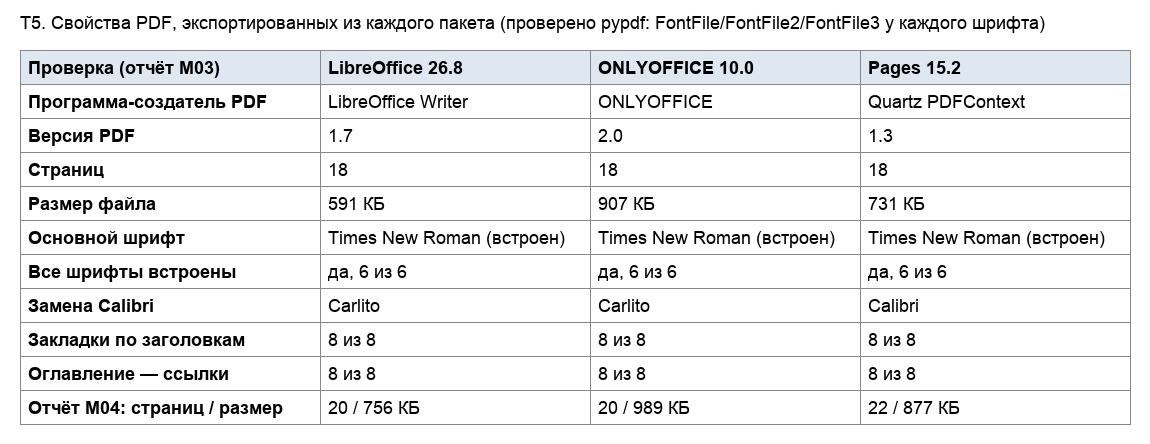 T5. Свойства PDF, экспортированных из каждого пакета (проверено pypdf: FontFile/FontFile2/FontFile3 у каждого шрифта)
Проверка (отчёт M03) LibreOffice 26.8 ONLYOFFICE 10.0 Pages 15.2
Программа-создатель PDF LibreOffice Writer ONLYOFFICE Quartz PDFContext
Версия PDF 1.7 2.0 1.3
Страниц 18 18 18
Размер файла 591 КБ 907 КБ 731 КБ
Основной шрифт Times New Roman (встроен) Times New Roman (встроен) Times New Roman (встроен)
Все шрифты встроены да, 6 из 6 да, 6 из 6 да, 6 из 6
Замена Calibri Carlito Carlito Calibri
Закладки по заголовкам 8 из 8 8 из 8 8 из 8
Оглавление — ссылки 8 из 8 8 из 8 8 из 8
Отчёт M04: страниц / размер 20 / 756 КБ 20 / 989 КБ 22 / 877 КБ